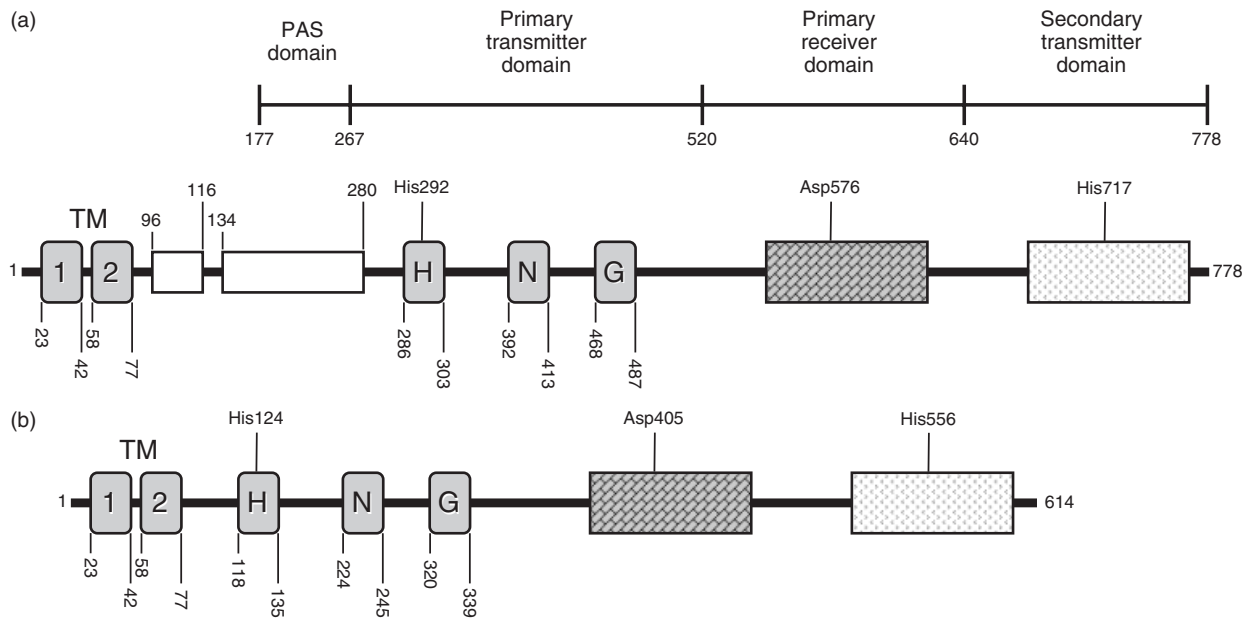 (a)
PAS
domain
Primary
transmitter
domain
Primary
receiver
domain
Secondary
transmitter
domain
177 267 520 640 778
TM
96 116 134 280 His292 Asp576 His717
1 1 2 H N G 778
23 42 58 77 286 303 392 413 468 487
(b)
TM His124 Asp405 His556
1 1 2 H N G 614
23 42 58 77 118 135 224 245 320 339